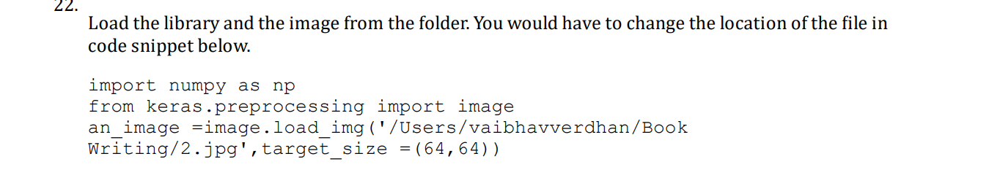 22.
Load the library and the image from the folder. You would have to change the location of the file in
code snippet below.
import numpy as np
from keras.preprocessing import image
an_image =image.load_img('/Users/vaibhavverdhan/Book
Writing/2.jpg',target_size =(64,64))